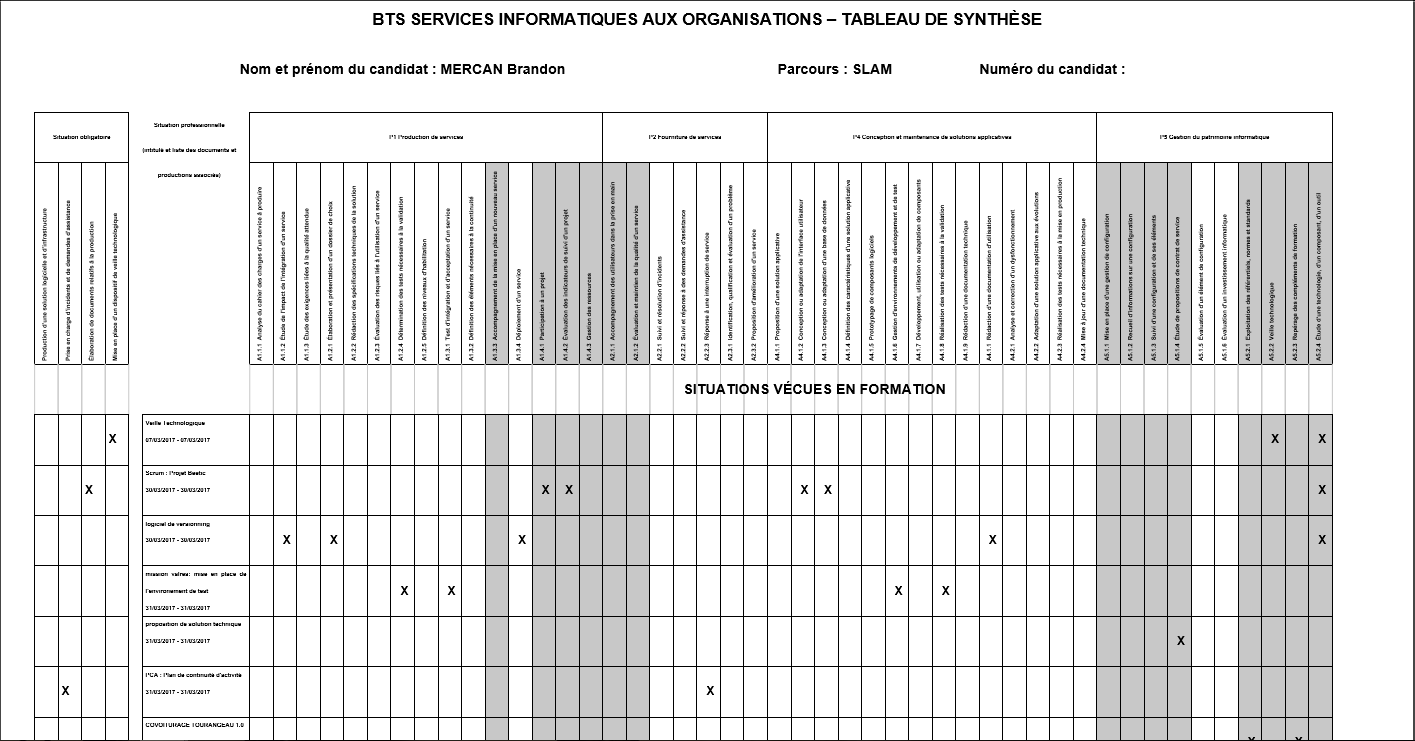 BTS SERVICES INFORMATIQUES AUX ORGANISATIONS – TABLEAU DE SYNTHÈSE
Nom et prénom du candidat : MERCAN Brandon
Parcours : SLAM
Numéro du candidat :
Situation obligatoire
Situation professionnelle
(intitulé et liste des documents et
productions associés)
P1 Production de services
P2 Fourniture de services
P4 Conception et maintenance de solutions applicatives
P5 Gestion du patrimoine informatique
Production d'une solution logicielle et d'infrastructure
Prise en charge d'incidents et de demandes d'assistance
Élaboration de documents relatifs à la production
Mise en place d'un dispositif de veille technologique
A1.1.1 Analyse du cahier des charges d'un service à produire
A1.1.2 Étude de l'impact de l'intégration d'un service
A1.1.3 Étude des exigences liées à la qualité attendue
A1.2.1 Élaboration et présentation d'un dossier de choix
A1.2.2 Rédaction des spécifications techniques de la solution
A1.2.3 Évaluation des risques liés à l'utilisation d'un service
A1.2.4 Détermination des tests nécessaires à la validation
A1.2.5 Définition des niveaux d'habilitation
A1.3.1 Test d'intégration et d'acceptation d'un service
A1.3.2 Définition des éléments nécessaires à la continuité
A1.3.3 Accompagnement de la mise en place d'un nouveau service
A1.3.4 Déploiement d'un service
A1.4.1 Participation à un projet
A1.4.2 Évaluation des indicateurs de suivi d'un projet
A1.4.3 Gestion des ressources
A2.1.1 Accompagnement des utilisateurs dans la prise en main
A2.1.2 Évaluation et maintien de la qualité d'un service
A2.2.1 Suivi et résolution d'incidents
A2.2.2 Suivi et réponse à des demandes d'assistance
A2.2.3 Réponse à une interruption de service
A2.3.1 Identification, qualification et évaluation d'un problème
A2.3.2 Proposition d'amélioration d'un service
A4.1.1 Proposition d'une solution applicative
A4.1.2 Conception ou adaptation de l'interface utilisateur
A4.1.3 Conception ou adaptation d'une base de données
A4.1.4 Définition des caractéristiques d'une solution applicative
A4.1.5 Prototypage de composants logiciels
A4.1.6 Gestion d'environnements de développement et de test
A4.1.7 Développement, utilisation ou adaptation de composants
A4.1.8 Réalisation des tests nécessaires à la validation
A4.1.9 Rédaction d'une documentation technique
A4.1.1 Rédaction d'une documentation d'utilisation
A4.2.1 Analyse et correction d'un dysfonctionnement
A4.2.2 Adaptation d'une solution applicative aux évolutions
A4.2.3 Réalisation des tests nécessaires à la mise en production
A4.2.4 Mise à jour d'une documentation technique
A5.1.1 Mise en place d'une gestion de configuration
A5.1.2 Recueil d'informations sur une configuration
A5.1.3 Suivi d'une configuration et de ses éléments
A5.1.4 Étude de propositions de contrat de service
A5.1.5 Évaluation d'un élément de configuration
A5.1.6 Évaluation d'un investissement informatique
A5.2.1 Exploitation des référentiels, normes et standards
A5.2.2 Veille technologique
A5.2.3 Repérage des compléments de formation
A5.2.4 Étude d'une technologie, d'un composant, d'un outil
SITUATIONS VÉCUES EN FORMATION
Veille Technologique
07/03/2017 - 07/03/2017
X X X
Scrum : Projet Beetic
30/03/2017 - 30/03/2017
X X X X X X
logiciel de versionning
30/03/2017 - 30/03/2017
X X X X X
mission valres: mise en place de
l'environement de test
31/03/2017 - 31/03/2017
X X X X
proposition de solution technique
31/03/2017 - 31/03/2017
X
PCA : Plan de continuité d'activité
31/03/2017 - 31/03/2017
X X
COVOITURAGE TOURANGEAU 1.0
X X